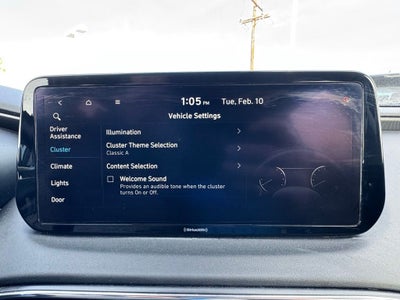 1:05 PM
Tue, Feb. 10
Vehicle Settings
Driver
Assistance
Cluster
Climate
Lights
Door
Illumination
Cluster Theme Selection
Classic A
Content Selection
Welcome Sound
Provides an audible tone when the cluster
turns On or Off.
((SiriusXM))